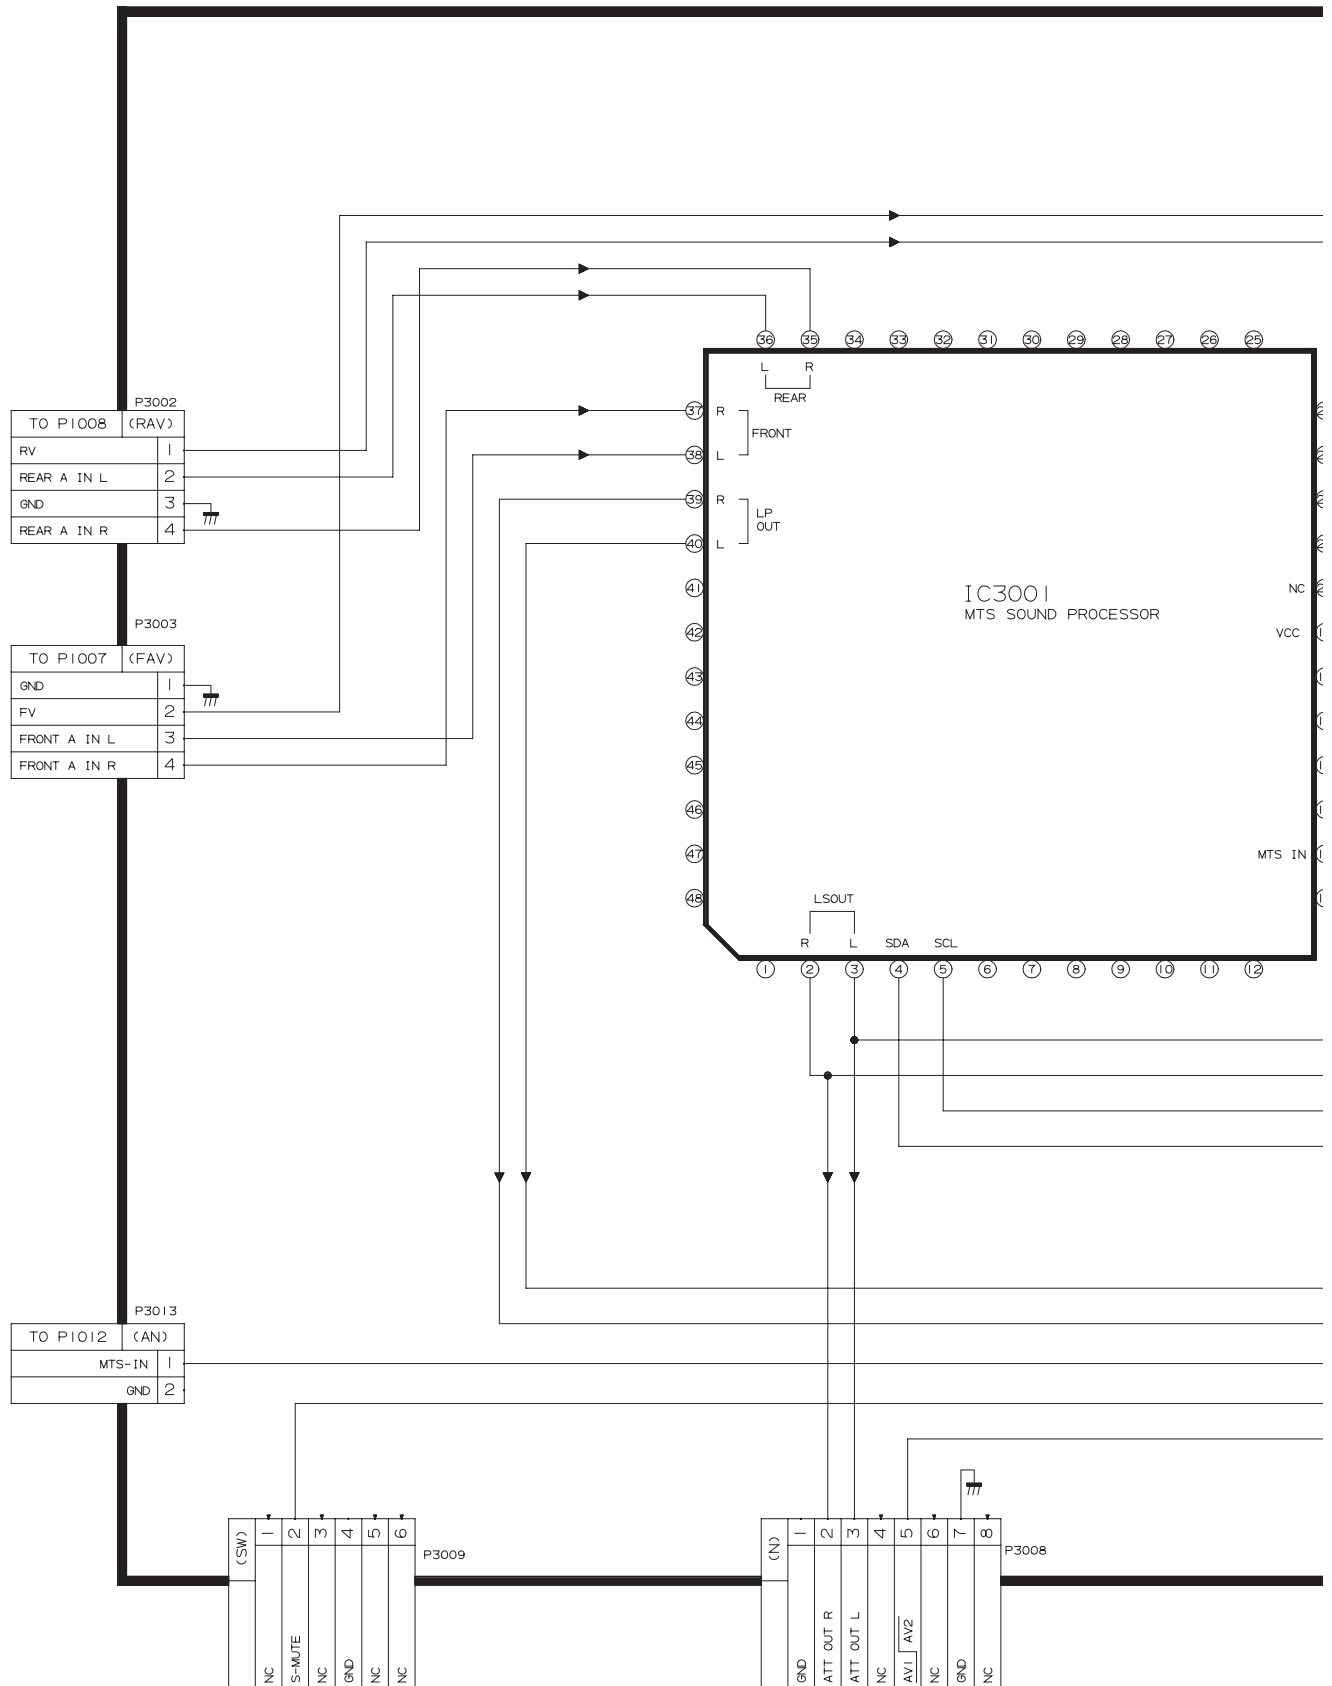 36 35 34 33 32 31 30 29 28 27 26 25
L R
REAR
P3002
TO P1008 (RAV)
RV 1
REAR A IN L 2
GND 3
REAR A IN R 4
37 R
FRONT
38 L
39 R
LP
OUT
40 L
41
42
43
44
45
46
47
48
IC3001
MTS SOUND PROCESSOR
NC
VCC
MTS IN
P3003
TO P1007 (FAV)
GND 1
FV 2
FRONT A IN L 3
FRONT A IN R 4
LSOUT
R L SDA SCL
1 2 3 4 5 6 7 8 9 10 11 12
P3013
TO P1012 (AN)
MTS-IN 1
GND 2
(SW)
1 NC
2 S-MUTE
3 NC
4 GND
5 NC
6 NC
P3009
(N)
1 GND
2 ATT OUT R
3 ATT OUT L
4 NC
5 AV1 AV2
6 NC
7 GND
8 NC
P3008